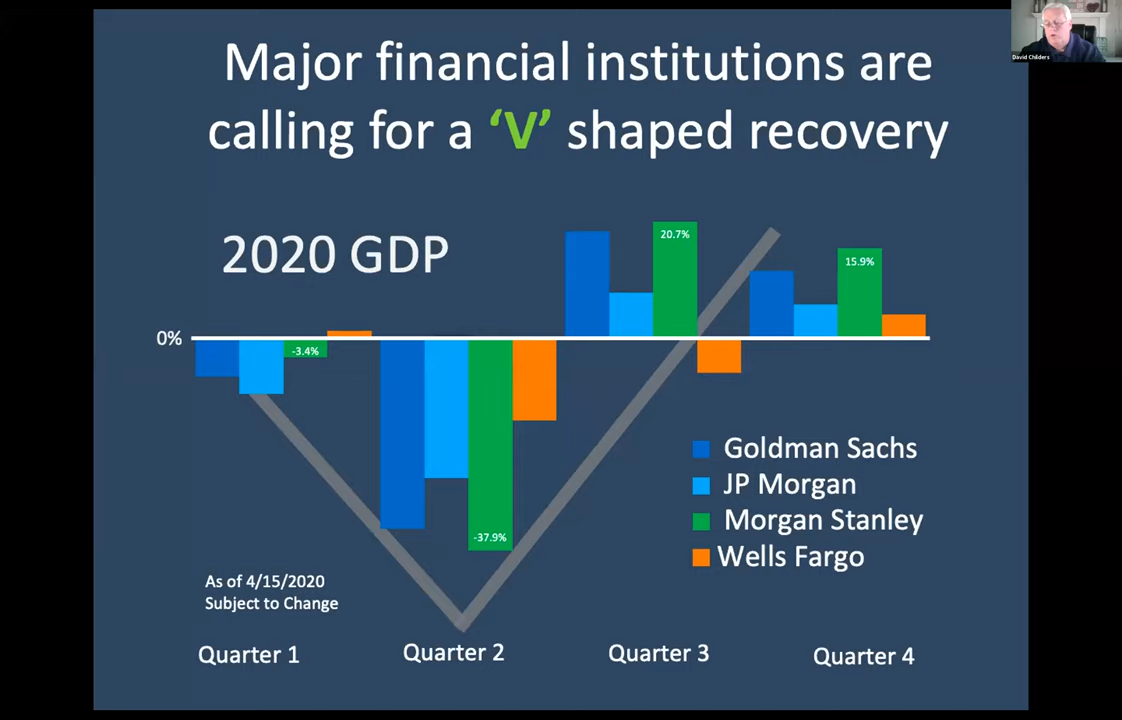 David Childers
Major financial institutions are
calling for a ‘V’ shaped recovery
2020 GDP
20.7%
15.9%
0%
-3.4%
-37.9%
Goldman Sachs
JP Morgan
Morgan Stanley
Wells Fargo
As of 4/15/2020
Subject to Change
Quarter 1
Quarter 2
Quarter 3
Quarter 4